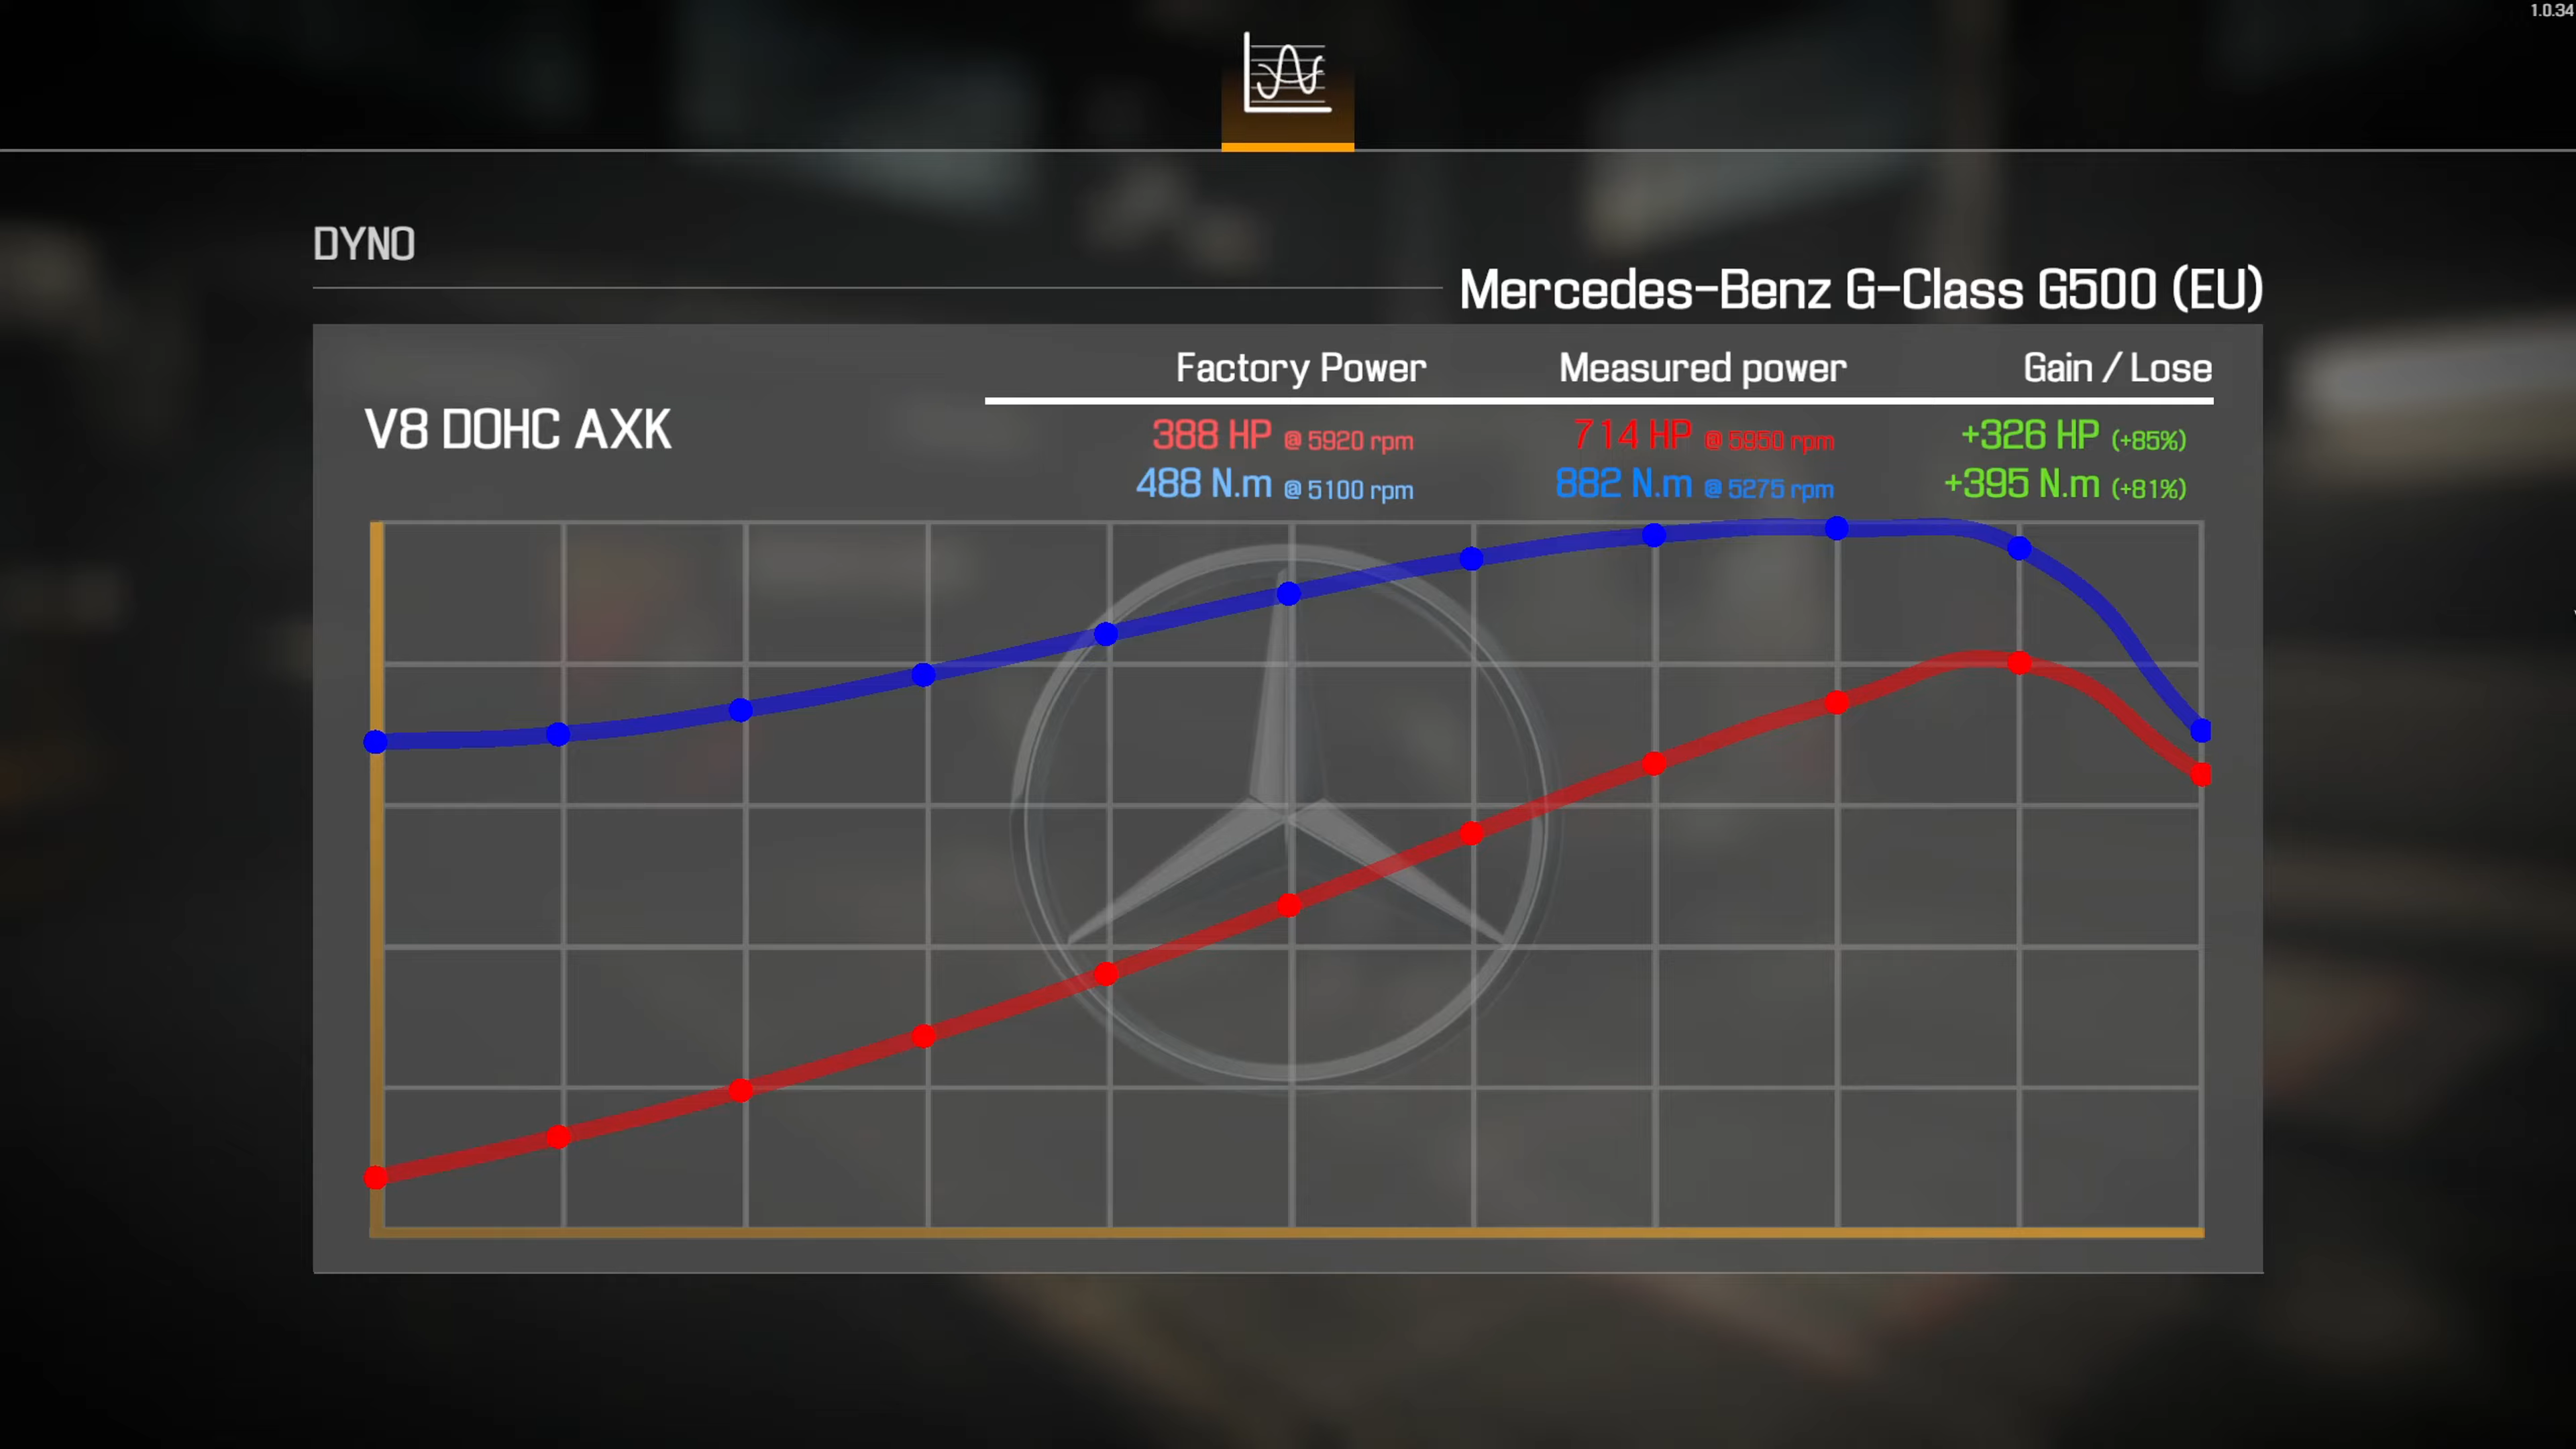 1.0.34
DYNO
Mercedes-Benz G-Class G500 (EU)
Factory Power Measured power Gain / Lose
V8 DOHC AXK
388 HP @ 5920 rpm 714 HP @ 5950 rpm +326 HP (+85%)
488 N.m @ 5100 rpm 882 N.m @ 5275 rpm +395 N.m (+81%)